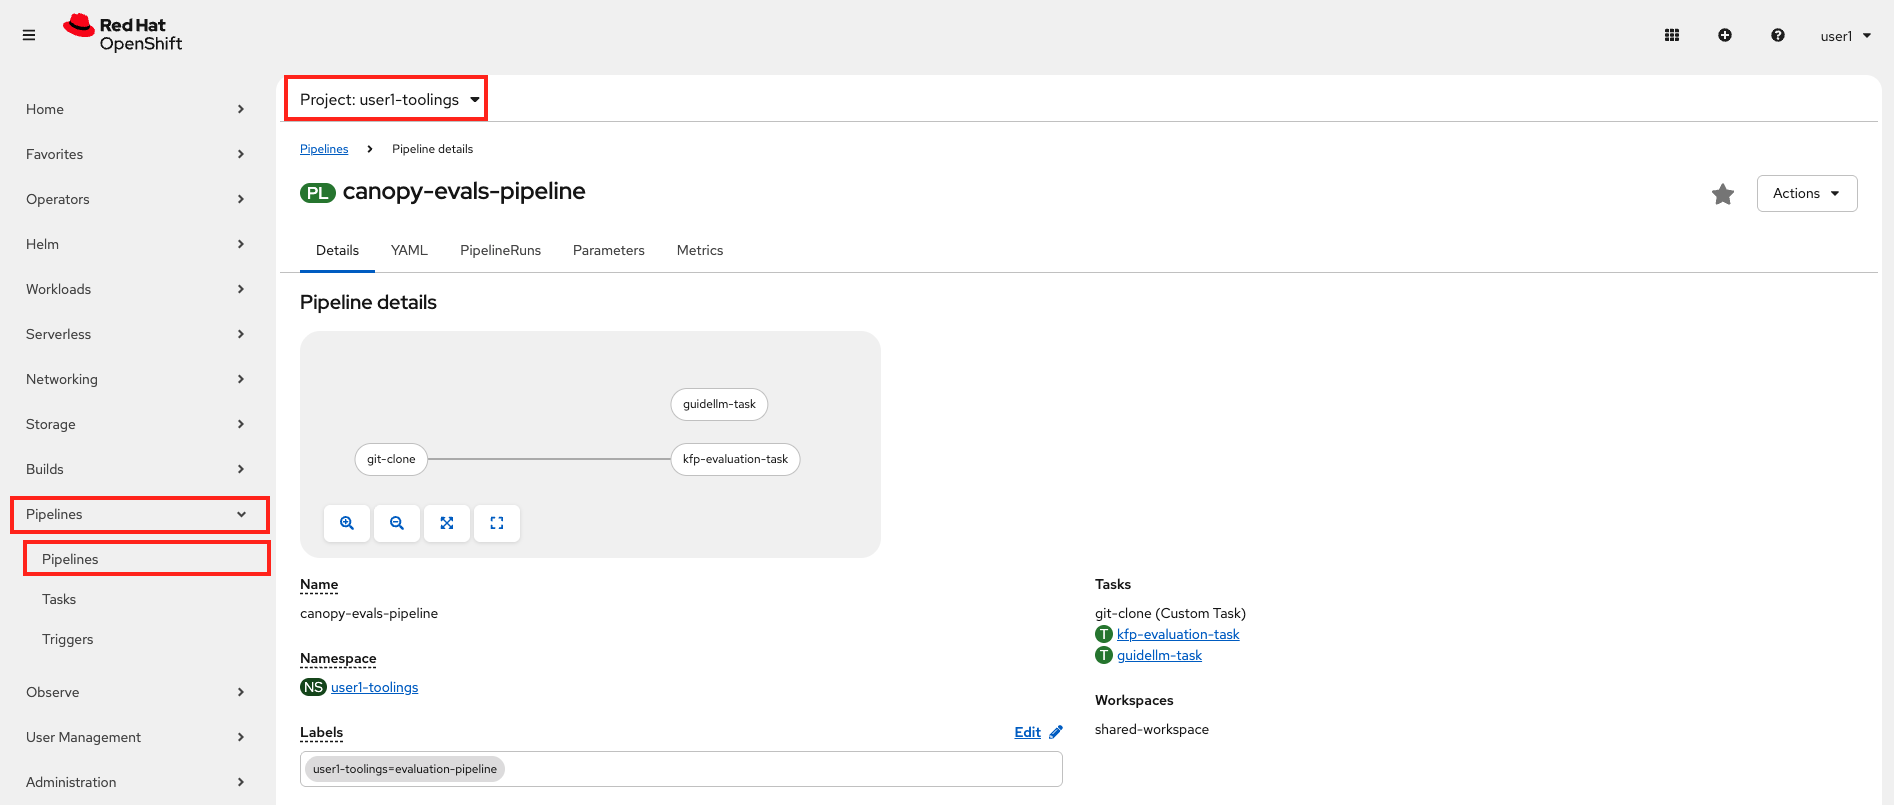 Red Hat
OpenShift
user1
Home
Favorites
Operators
Helm
Workloads
Serverless
Networking
Storage
Builds
Pipelines
Pipelines
Tasks
Triggers
Observe
User Management
Administration
Project: user1-toolings
Pipelines
Pipeline details
PL canopy-evals-pipeline
Actions
Details YAML PipelineRuns Parameters Metrics
Pipeline details
guidellm-task
git-clone
kfp-evaluation-task
Name
canopy-evals-pipeline
Namespace
NS user1-toolings
Labels
Edit
user1-toolings=evaluation-pipeline
Tasks
git-clone (Custom Task)
T kfp-evaluation-task
T guidellm-task
Workspaces
shared-workspace